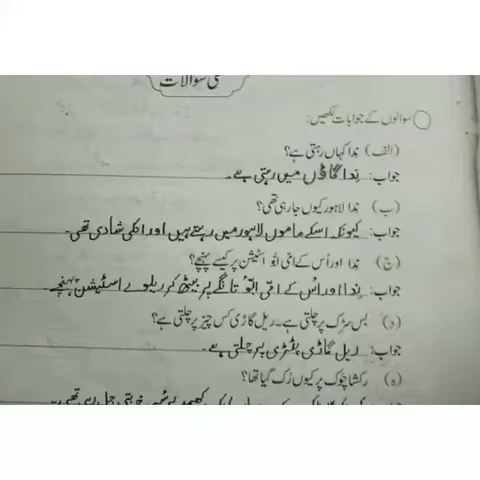 سوالات
سوالوں کے جوابات لکھیں:
(الف) ندا کہاں رہتی ہے؟
جواب: ندا گاؤں میں رہتی ہے۔
(ب) ندا لاہور کیوں جا رہی تھی؟
جواب: کیونکہ اسکے ماموں لاہور میں رہتے ہیں اور انکی شادی تھی۔
(ج) ندا اور اُس کے امی ابّو اسٹیشن پر کیسے پہنچے؟
جواب: ندا اور اُس کے امّی ابّو تانگے پر بیٹھ کر ریلوے اسٹیشن پہنچے
(د) بس سڑک پر چلتی ہے۔ ریل گاڑی کس چیز پر چلتی ہے؟
جواب: ریل گاڑی پٹڑی پر چلتی ہے۔
(ہ) رکشا چوک پر کیوں رُک گیا تھا؟